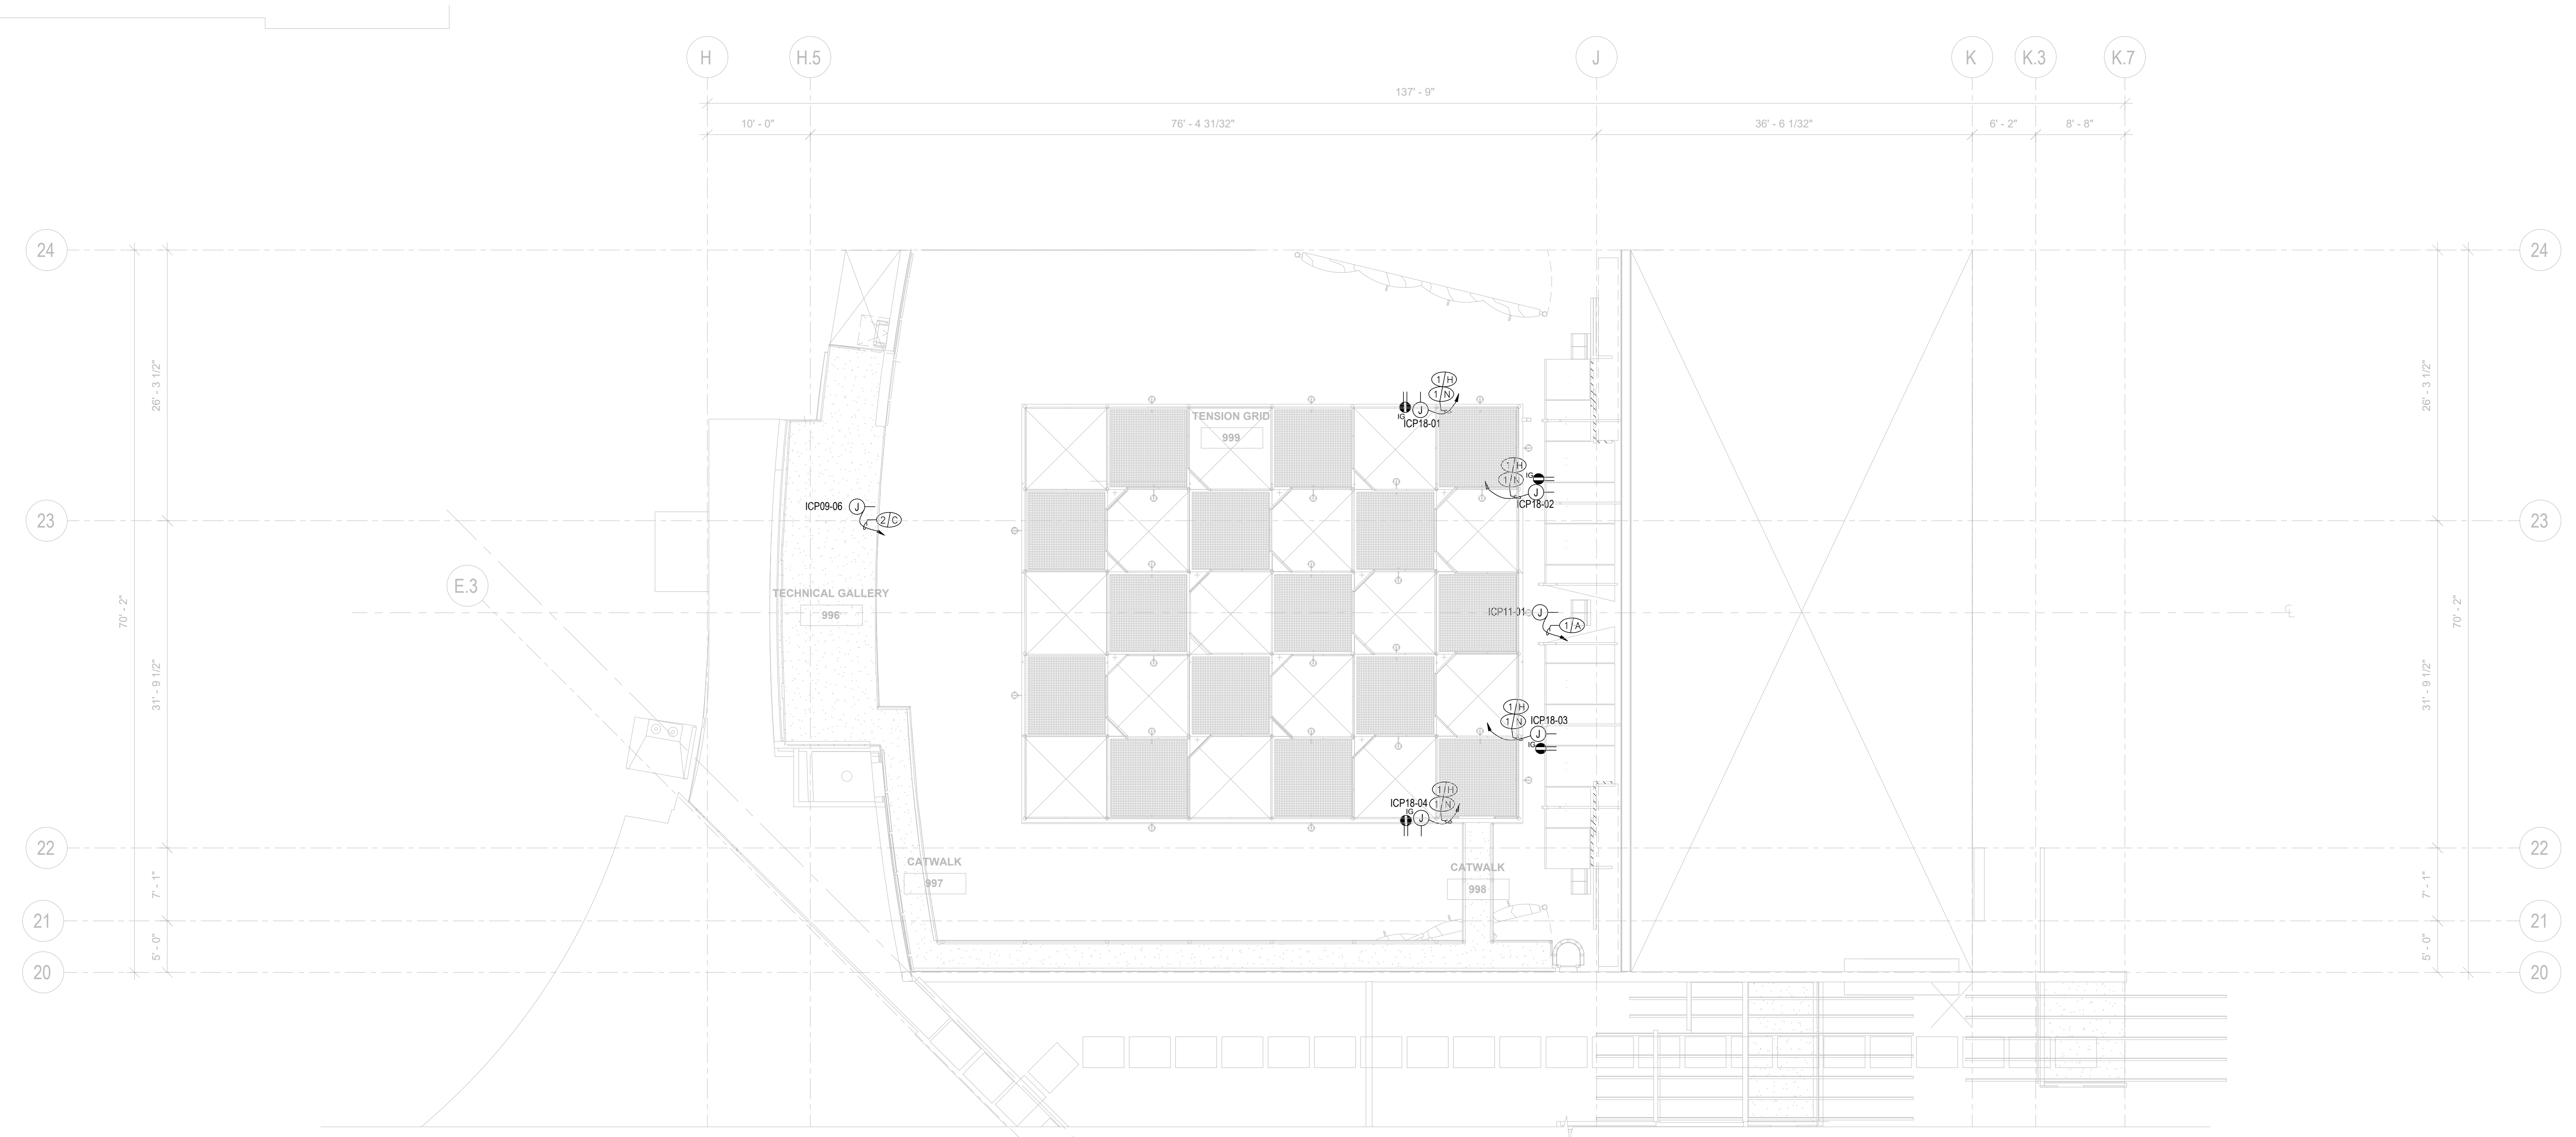 H H.5 J K K.3 K.7
137' - 9"
10' - 0" 76' - 4 31/32" 36' - 6 1/32" 6' - 2" 8' - 8"
24 24
26' - 3 1/2" 26' - 3 1/2"
1/H
1/N
TENSION GRID
IG J
ICP18-01
999
1/H
1/N IG
J
ICP18-02
ICP09-06 J
2/C
23 23
E.3
TECHNICAL GALLERY
996
70' - 2" 70' - 2"
ICP11-01 J
1/A
31' - 9 1/2" 31' - 9 1/2"
1/H
1/N ICP18-03
J
IG
1/H
ICP18-04 1/N
IG J
22 22
CATWALK
997
CATWALK
998
7' - 1" 7' - 1"
21 21
5' - 0" 5' - 0"
20 20